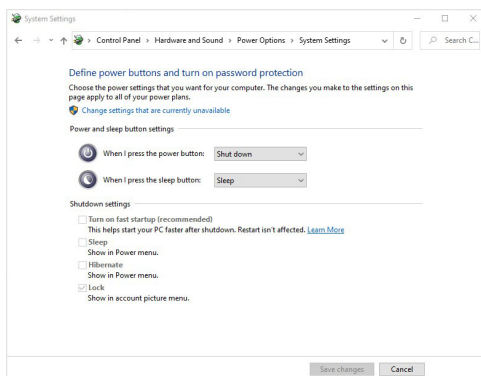 System Settings
Control Panel > Hardware and Sound > Power Options > System Settings
Search C...
Define power buttons and turn on password protection
Choose the power settings that you want for your computer. The changes you make to the settings on this
page apply to all of your power plans.
Change settings that are currently unavailable
Power and sleep button settings
When I press the power button: Shut down
When I press the sleep button: Sleep
Shutdown settings
Turn on fast startup (recommended)
This helps start your PC faster after shutdown. Restart isn't affected. Learn More
Sleep
Show in Power menu.
Hibernate
Show in Power menu.
Lock
Show in account picture menu.
Save changes Cancel